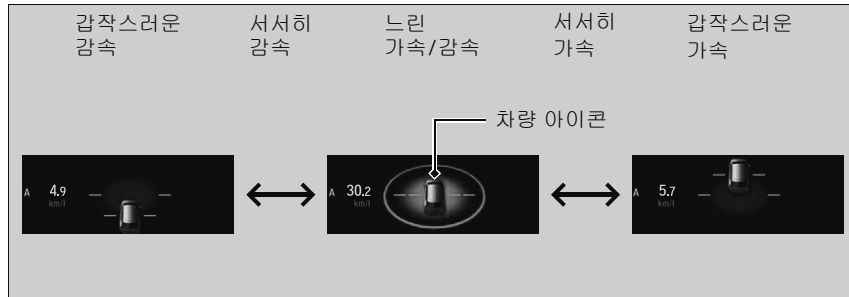 갑작스러운
감속
서서히
감속
느린
가속/감속
서서히
가속
갑작스러운
가속
차량 아이콘
A 4.9
km/l
A 30.2
km/l
A 5.7
km/l